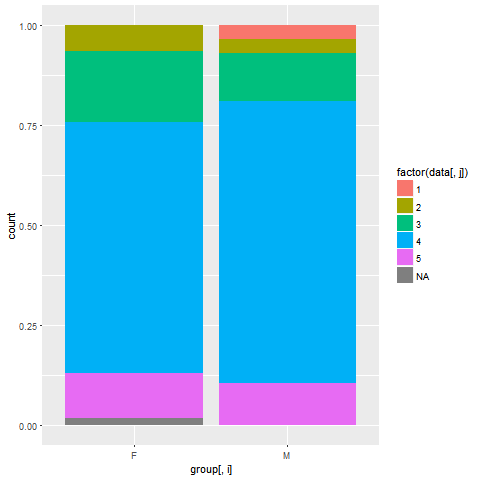 1.00
0.75
0.50
0.25
0.00
count
F
M
group[, i]
factor(data[, j])
1
2
3
4
5
NA